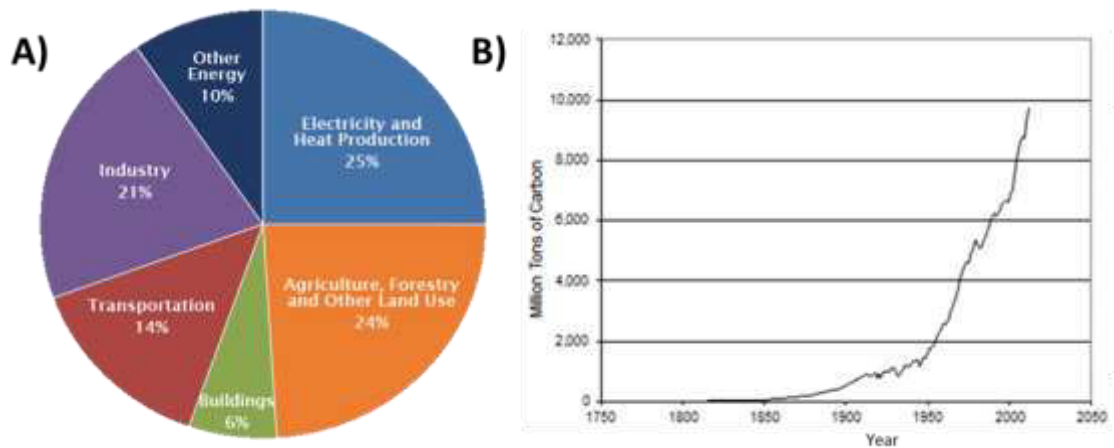 A)
Other
Energy
10%
Electricity and
Heat Production
25%
Industry
21%
Agriculture, Forestry
and Other Land Use
24%
Transportation
14%
Buildings
6%
B)
12,000
10,000
8,000
6,000
4,000
2,000
0
Million Tons of Carbon
1750
1800
1850
1900
1950
2000
2050
Year